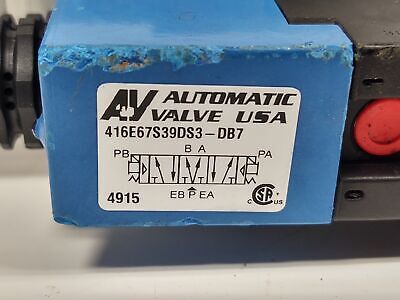 AV AUTOMATIC
VALVE USA
416E67S39DS3-DB7
B A
PB PA
EB P EA
4915
C US